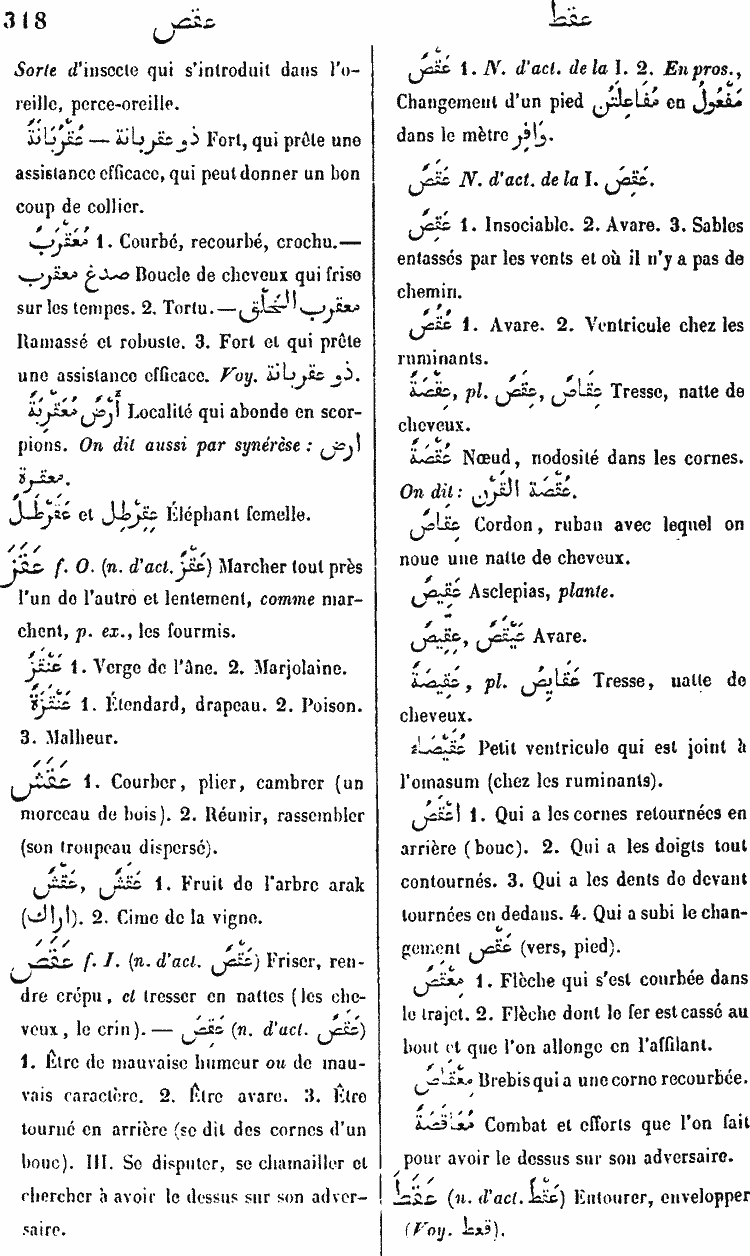 318
عقص
عقط
Sorte d'insecte qui s'introduit dans l'o-
reille, perce-oreille.
عُقْرُبَانَةٌ — ذو عقربانة Fort, qui prête une
assistance efficace, qui peut donner un bon
coup de collier.
مُعَقْرَبٌ 1. Courbé, recourbé, crochu.—
صدغ معقرب Boucle de cheveux qui frise
sur les tempes. 2. Tortu. — معقرب الخَلْق
Ramassé et robuste. 3. Fort et qui prête
une assistance efficace. Voy. ذو عقربانة.
أَرْضٌ مُعَقْرِبَةٌ Localité qui abonde en scor-
pions. On dit aussi par synérèse : ارض
معقرة.
عَقَرْطَلٌ et عِقِرْطِلٌ Éléphant femelle.
عَقَزَ f. O. (n. d'act. عَقْزٌ) Marcher tout près
l'un de l'autre et lentement, comme mar-
chent, p. ex., les fourmis.
عَنْقَزٌ 1. Verge de l'âne. 2. Marjolaine.
عَنْقَزَةٌ 1. Étendard, drapeau. 2. Poison.
3. Malheur.
عَقَشَ 1. Courber, plier, cambrer (un
morceau de bois). 2. Réunir, rassembler
(son troupeau dispersé).
عَقْشٌ, عَقَشٌ 1. Fruit de l'arbre arak
(اراك). 2. Cime de la vigne.
عَقَصَ f. I. (n. d'act. عَقْصٌ) Friser, ren-
dre crépu, et tresser en nattes (les che-
veux, le crin). — عَقِصَ (n. d'act. عَقَصٌ)
1. Être de mauvaise humeur ou de mau-
vais caractère. 2. Être avare. 3. Être
tourné en arrière (se dit des cornes d'un
bouc). III. Se disputer, se chamailler et
chercher à avoir le dessus sur son adver-
saire.
عَقْصٌ 1. N. d'act. de la I. 2. En pros.,
Changement d'un pied مُفَاعَلَتُنْ en مَفْعُولُ
dans le mètre وَافِر.
عَقَصٌ N. d'act. de la I. عَقِصَ.
عَقِصٌ 1. Insociable. 2. Avare. 3. Sables
entassés par les vents et où il n'y a pas de
chemin.
عَقِصٌ 1. Avare. 2. Ventricule chez les
ruminants.
عِقْصَةٌ, pl. عِقَصٌ, عِقَاصٌ Tresse, natte de
cheveux.
عُقْصَةٌ Nœud, nodosité dans les cornes.
On dit : عُقْصَةُ القَرْنِ.
عِقَاصٌ Cordon, ruban avec lequel on
noue une natte de cheveux.
عَقِيصٌ Asclepias, plante.
عِقِّيصٌ, عَيْقَصٌ Avare.
عَقِيصَةٌ, pl. عَقَايِصُ Tresse, natte de
cheveux.
عُقَيْصَاءُ Petit ventricule qui est joint à
l'omasum (chez les ruminants).
أَعْقَصُ 1. Qui a les cornes retournées en
arrière (bouc). 2. Qui a les doigts tout
contournés. 3. Qui a les dents de devant
tournées en dedans. 4. Qui a subi le chan-
gement عَقْص (vers, pied).
مِعْقَصٌ 1. Flèche qui s'est courbée dans
le trajet. 2. Flèche dont le fer est cassé au
bout et que l'on allonge en l'affilant.
مِعْقَاصٌ Brebis qui a une corne recourbée.
مُعَاقَصَةٌ Combat et efforts que l'on fait
pour avoir le dessus sur son adversaire.
عَقَطَ (n. d'act. عَقْطٌ) Entourer, envelopper
(Voy. قعط).